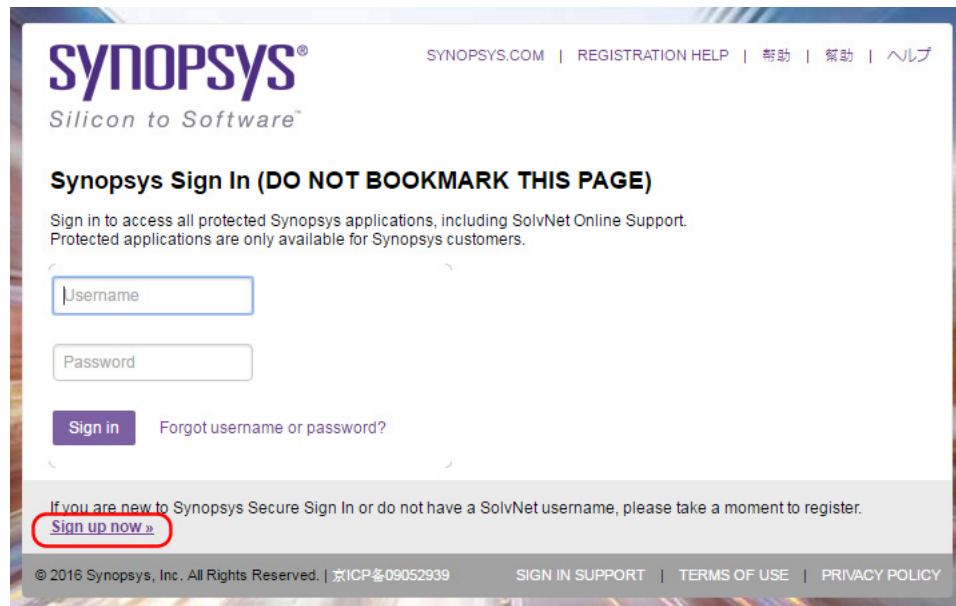 SYNOPSYS®
Silicon to Software™
SYNOPSYS.COM | REGISTRATION HELP | 帮助 | 幫助 | ヘルプ
Synopsys Sign In (DO NOT BOOKMARK THIS PAGE)
Sign in to access all protected Synopsys applications, including SolvNet Online Support.
Protected applications are only available for Synopsys customers.
Username
Password
Sign in Forgot username or password?
If you are new to Synopsys Secure Sign In or do not have a SolvNet username, please take a moment to register.
Sign up now »
© 2016 Synopsys, Inc. All Rights Reserved. | 京ICP备09052939 SIGN IN SUPPORT | TERMS OF USE | PRIVACY POLICY